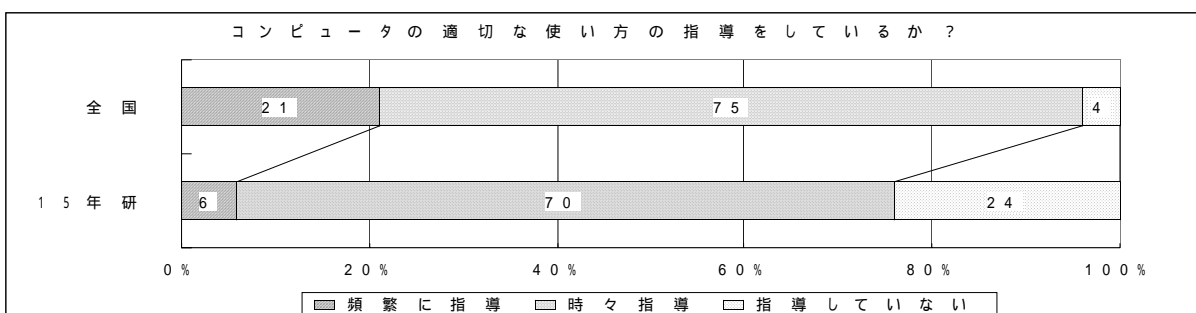 コンピュータの適切な使い方の指導をしているか？
全国 21 75 4
15年研 6 70 24
0% 20% 40% 60% 80% 100%
頻繁に指導 時々指導 指導していない